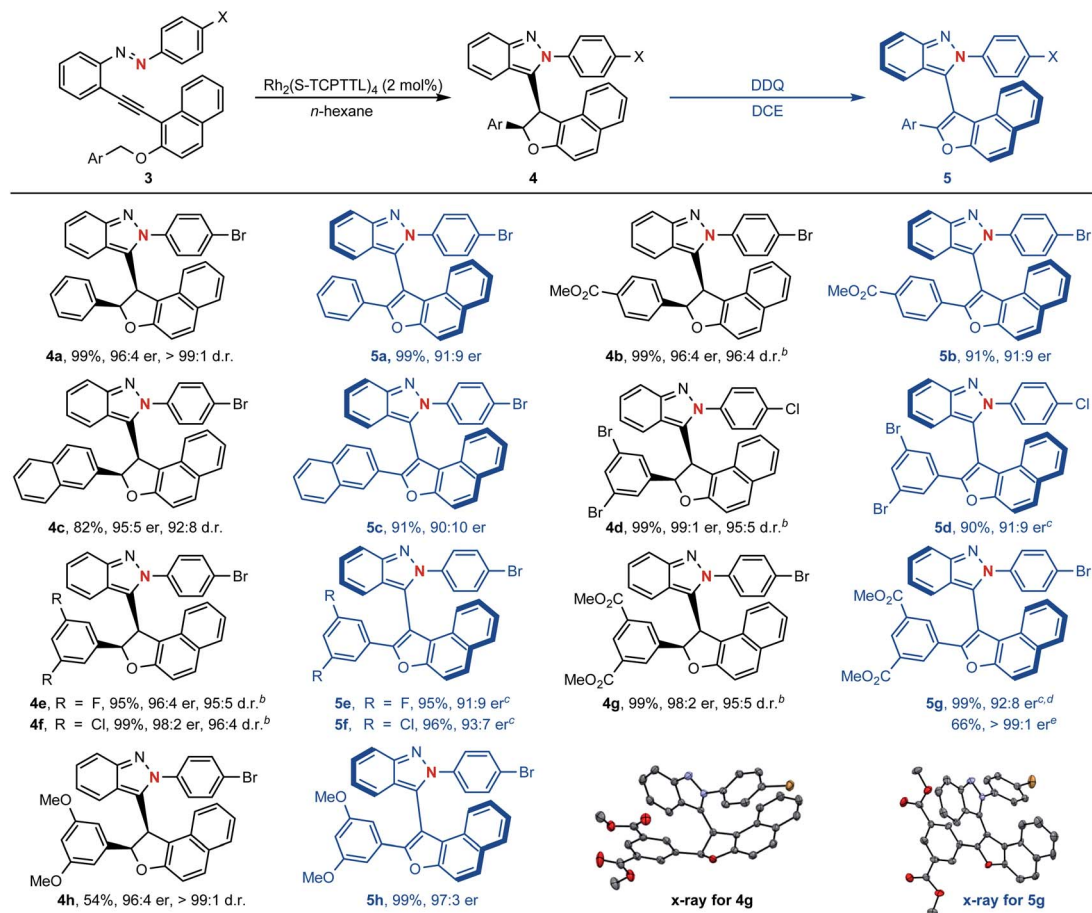 X
N
N
Ar
O
3
Rh2(S-TCPTTL)4 (2 mol%)
n-hexane
N
N
X
Ar
O
4
DDQ
DCE
N
N
X
Ar
O
5
N
N
Br
O
4a, 99%, 96:4 er, > 99:1 d.r.
N
N
Br
O
5a, 99%, 91:9 er
N
N
Br
MeO2C
O
4b, 99%, 96:4 er, 96:4 d.r.b
N
N
Br
MeO2C
O
5b, 91%, 91:9 er
N
N
Br
O
4c, 82%, 95:5 er, 92:8 d.r.
N
N
Br
O
5c, 91%, 90:10 er
N
N
Cl
Br
O
Br
4d, 99%, 99:1 er, 95:5 d.r.b
N
N
Cl
Br
O
Br
5d, 90%, 91:9 erc
N
N
Br
F
O
R
4e, R = F, 95%, 96:4 er, 95:5 d.r.b
4f, R = Cl, 99%, 98:2 er, 96:4 d.r.b
N
N
Br
F
O
R
5e, R = F, 95%, 91:9 erc
5f, R = Cl, 96%, 93:7 erc
N
N
Br
MeO2C
O
MeO2C
4g, 99%, 98:2 er, 95:5 d.r.b
N
N
Br
MeO2C
O
MeO2C
5g, 99%, 92:8 erc,d
66%, > 99:1 ere
N
N
Br
MeO
O
MeO
4h, 54%, 96:4 er, > 99:1 d.r.
N
N
Br
MeO
O
MeO
5h, 99%, 97:3 er
x-ray for 4g
x-ray for 5g